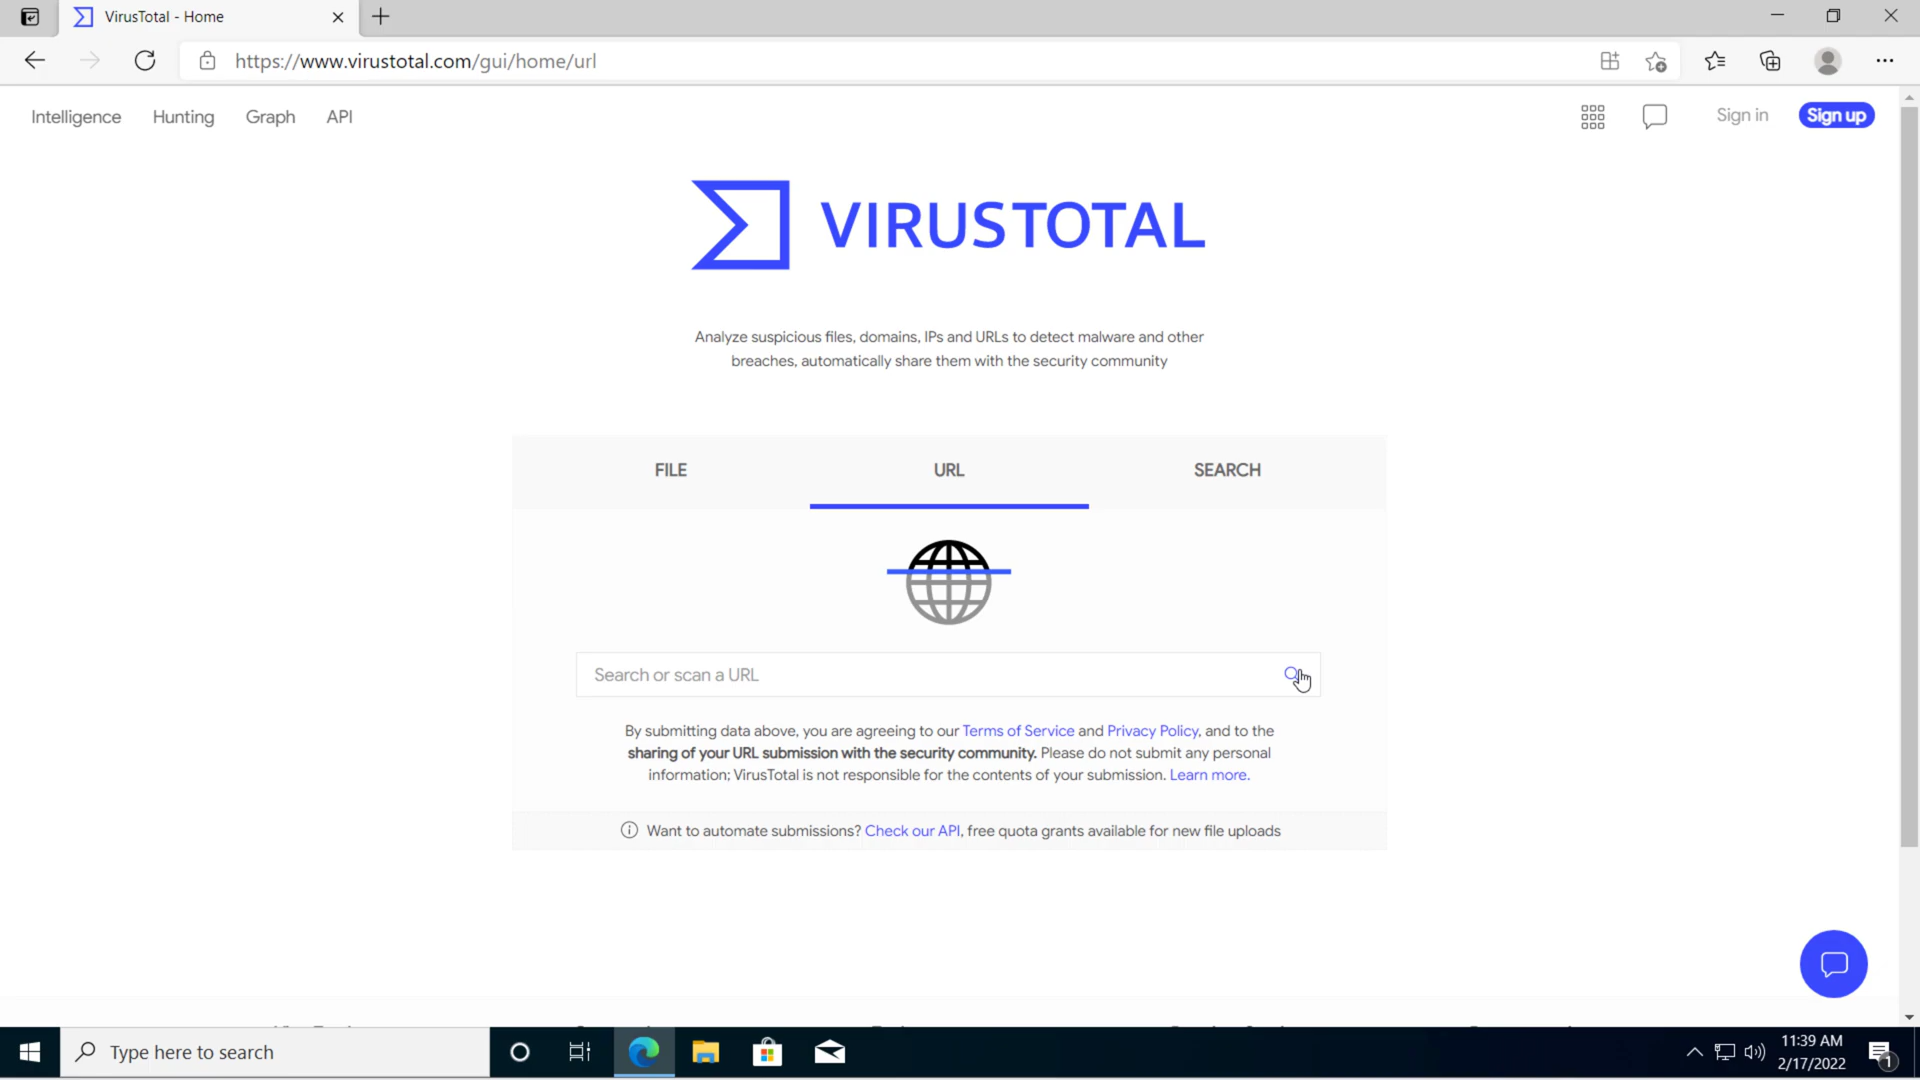 VirusTotal - Home
https://www.virustotal.com/gui/home/url
Intelligence Hunting Graph API
Sign in Sign up
VIRUSTOTAL
Analyze suspicious files, domains, IPs and URLs to detect malware and other
breaches, automatically share them with the security community
FILE URL SEARCH
Search or scan a URL
By submitting data above, you are agreeing to our Terms of Service and Privacy Policy, and to the
sharing of your URL submission with the security community. Please do not submit any personal
information; VirusTotal is not responsible for the contents of your submission. Learn more.
Want to automate submissions? Check our API, free quota grants available for new file uploads
Type here to search
11:39 AM
2/17/2022
1